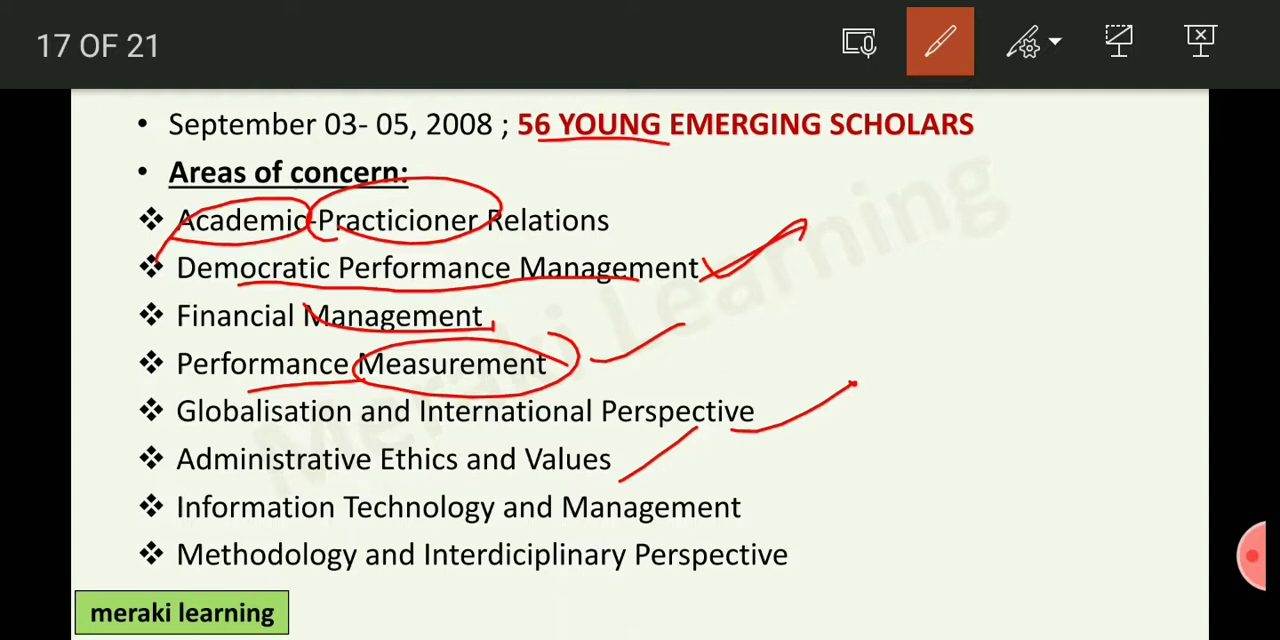 17 OF 21
• September 03- 05, 2008 ; 56 YOUNG EMERGING SCHOLARS
• Areas of concern:
❖ Academic-Practicioner Relations
❖ Democratic Performance Management
❖ Financial Management
❖ Performance Measurement
❖ Globalisation and International Perspective
❖ Administrative Ethics and Values
❖ Information Technology and Management
❖ Methodology and Interdiciplinary Perspective
Meraki Learning
meraki learning